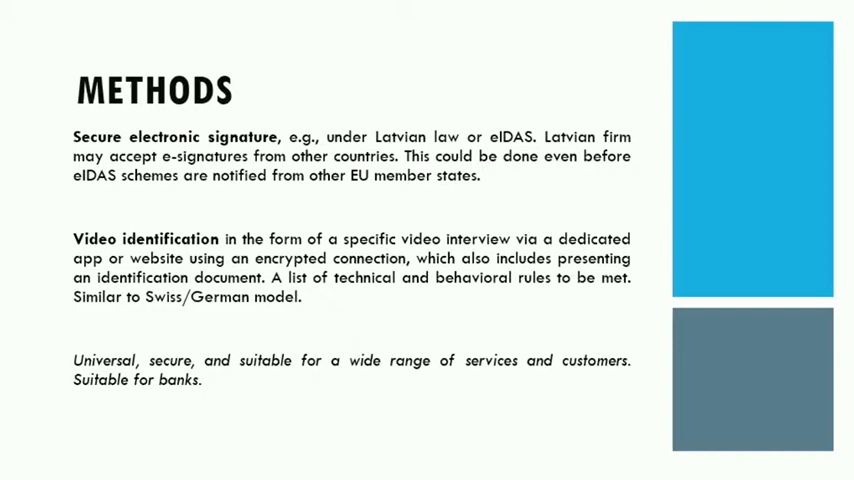 METHODS
Secure electronic signature, e.g., under Latvian law or eIDAS. Latvian firm
may accept e-signatures from other countries. This could be done even before
eIDAS schemes are notified from other EU member states.
Video identification in the form of a specific video interview via a dedicated
app or website using an encrypted connection, which also includes presenting
an identification document. A list of technical and behavioral rules to be met.
Similar to Swiss/German model.
Universal, secure, and suitable for a wide range of services and customers.
Suitable for banks.